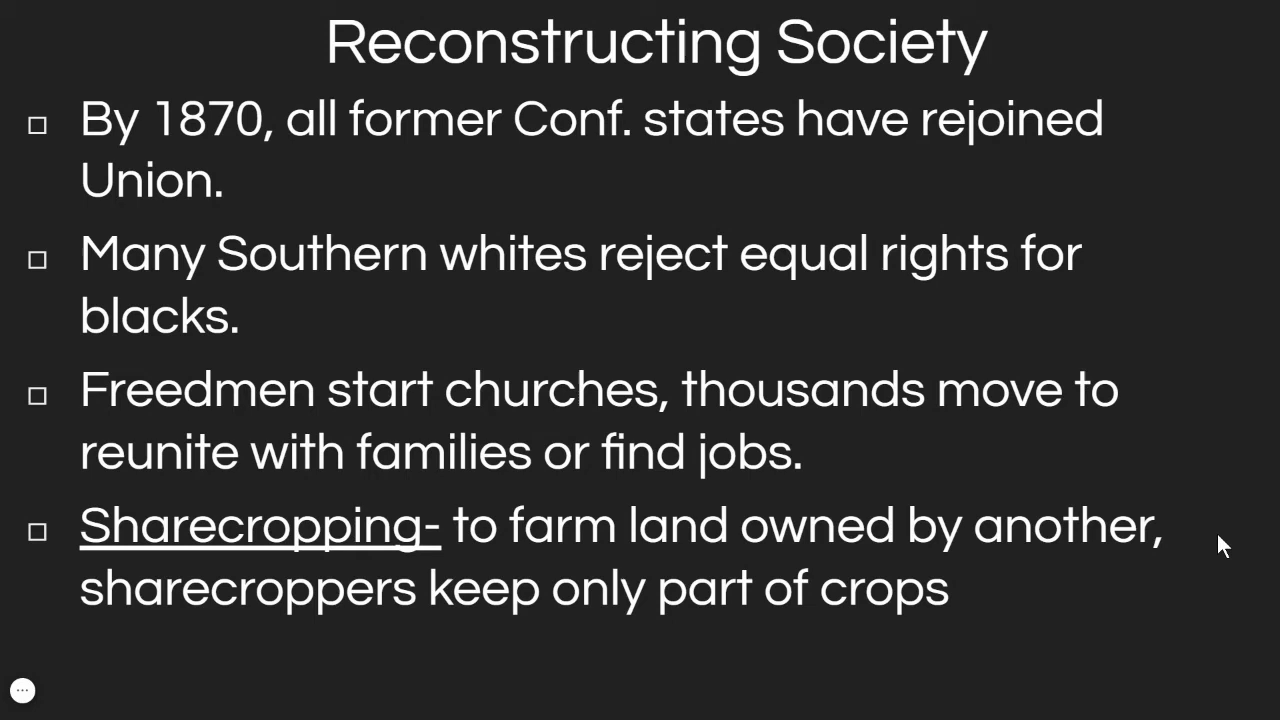 Reconstructing Society
By 1870, all former Conf. states have rejoined
Union.
Many Southern whites reject equal rights for
blacks.
Freedmen start churches, thousands move to
reunite with families or find jobs.
Sharecropping- to farm land owned by another,
sharecroppers keep only part of crops